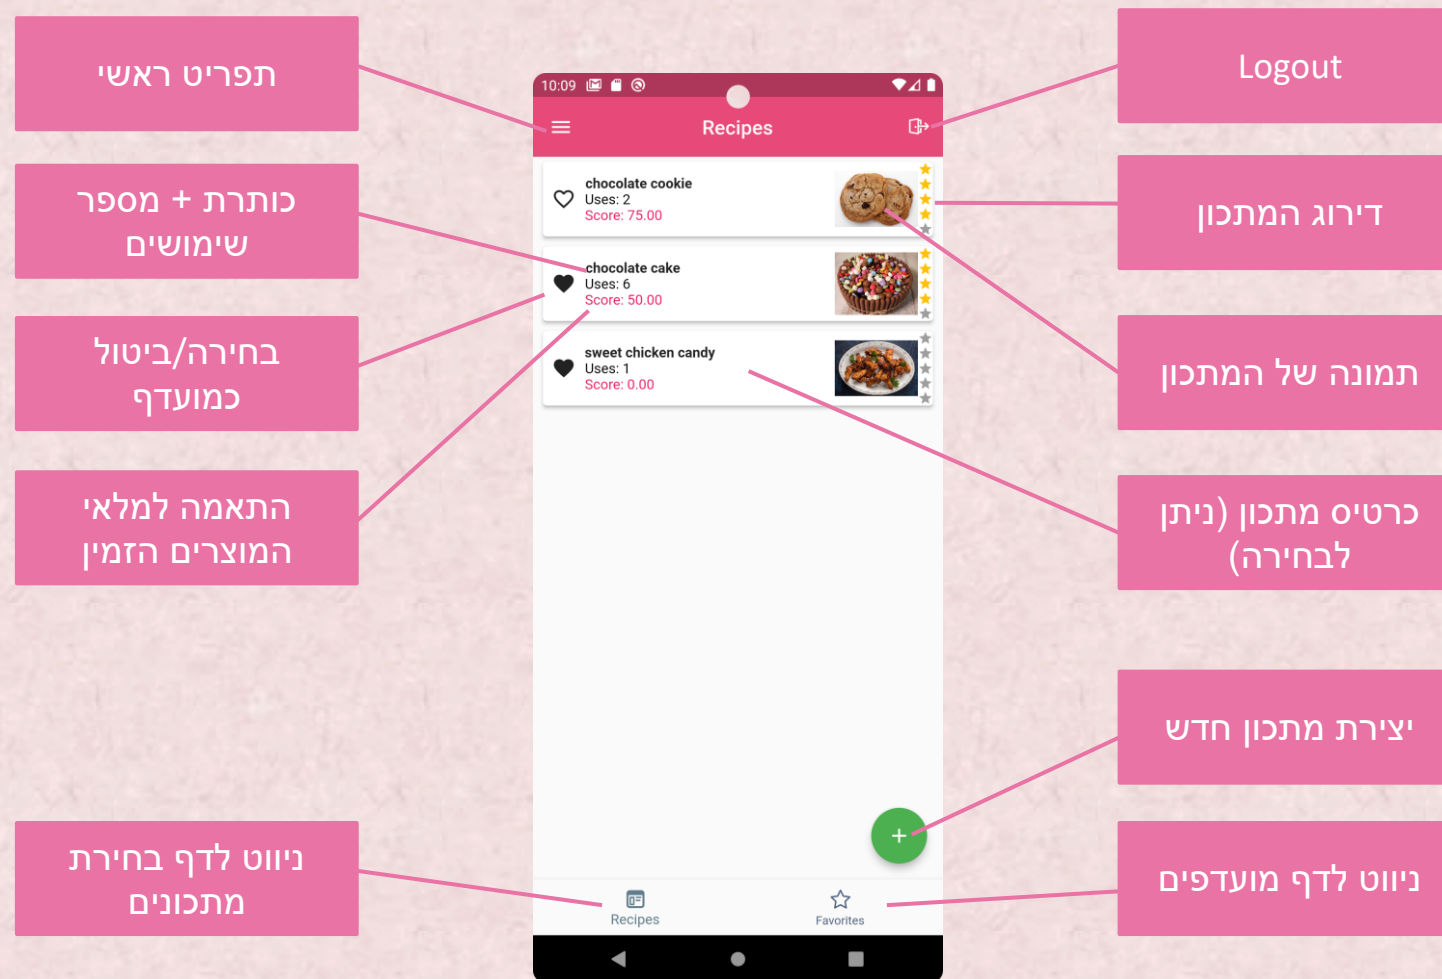 תפריט ראשי
כותרת + מספר
שימושים
בחירה/ביטול
כמועדף
התאמה למלאי
המוצרים הזמין
ניווט לדף בחירת
מתכונים
10:09
Recipes
chocolate cookie
Uses: 2
Score: 75.00
chocolate cake
Uses: 6
Score: 50.00
sweet chicken candy
Uses: 1
Score: 0.00
Recipes
Favorites
Logout
דירוג המתכון
תמונה של המתכון
כרטיס מתכון (ניתן
לבחירה)
יצירת מתכון חדש
ניווט לדף מועדפים